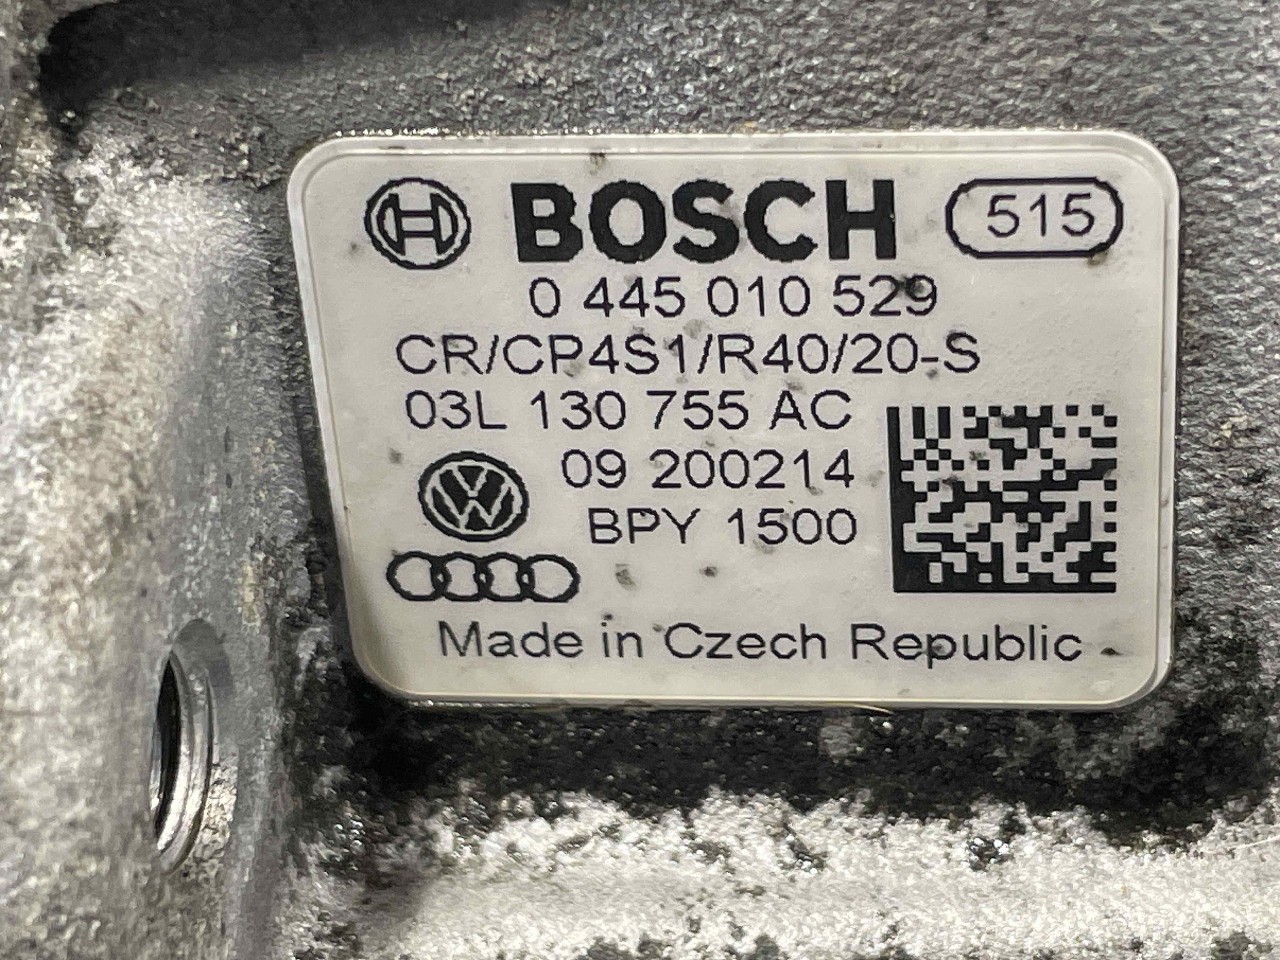 BOSCH 515
0 445 010 529
CR/CP4S1/R40/20-S
03L 130 755 AC
09 200214
BPY 1500
Made in Czech Republic